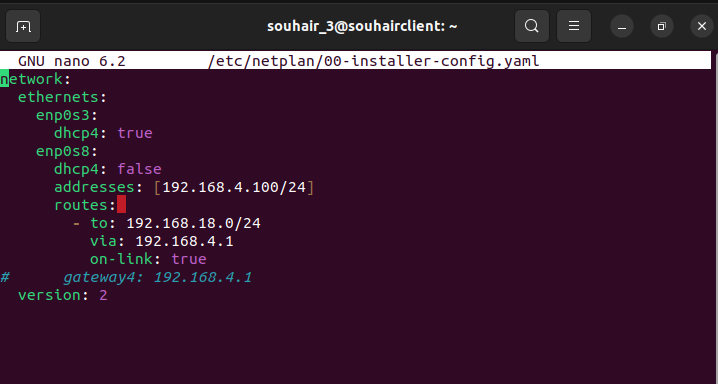 souhair_3@souhairclient: ~
GNU nano 6.2 /etc/netplan/00-installer-config.yaml
network:
  ethernets:
    enp0s3:
      dhcp4: true
    enp0s8:
      dhcp4: false
      addresses: [192.168.4.100/24]
      routes:
        - to: 192.168.18.0/24
          via: 192.168.4.1
          on-link: true
#      gateway4: 192.168.4.1
  version: 2